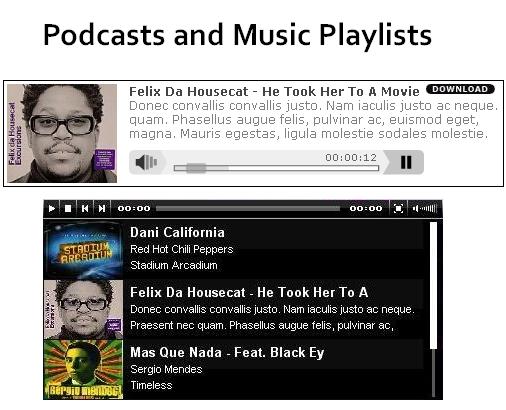 Podcasts and Music Playlists
Felix Da Housecat - He Took Her To A Movie DOWNLOAD
Donec convallis convallis justo. Nam iaculis justo ac neque.
quam. Phasellus augue felis, pulvinar ac, euismod eget,
magna. Mauris egestas, ligula molestie sodales molestie.
Felix da Housecat
Excursions
00:00:12
00:00 00:00
Dani California
Red Hot Chili Peppers
Stadium Arcadium
STADIUM
ARCADIUM
Felix Da Housecat - He Took Her To A
Donec convallis convallis justo. Nam iaculis justo ac neque.
Praesent nec quam. Phasellus augue felis, pulvinar ac,
Mas Que Nada - Feat. Black Ey
Sergio Mendes
Timeless
SERGIO MENDES